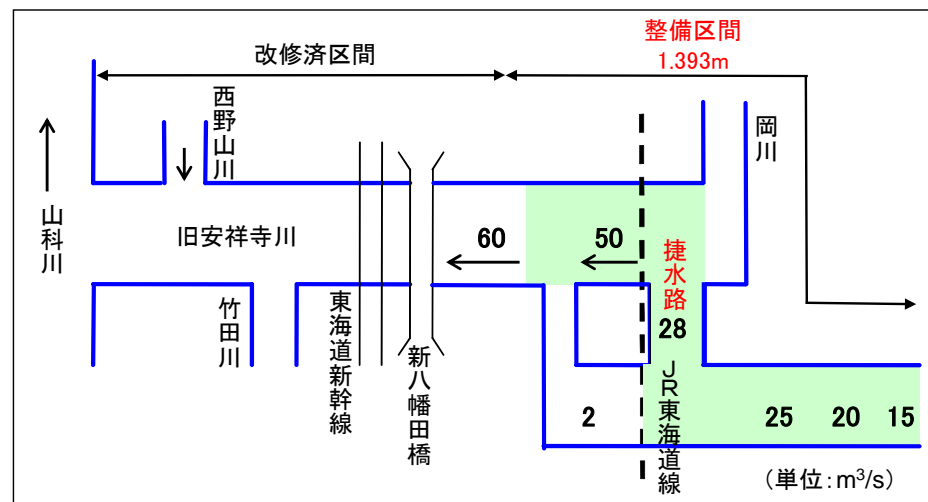 整備区間
1.393m
改修済区間
西野山川
岡川
山科川
旧安祥寺川
60
50
捷水路
28
竹田川
東海道新幹線
新八幡田橋
JR東海道線
2
25
20
15
（単位：m³/s）